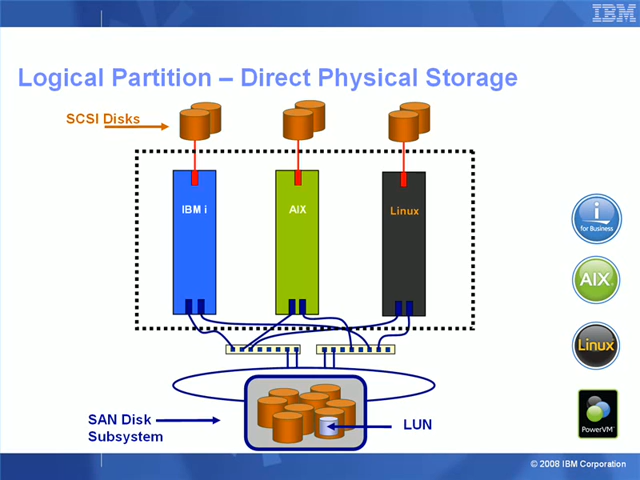 IBM
Logical Partition – Direct Physical Storage
SCSI Disks
IBM i
AIX
Linux
i
for Business
AIX
Linux
SAN Disk
Subsystem
LUN
PowerVM
© 2008 IBM Corporation